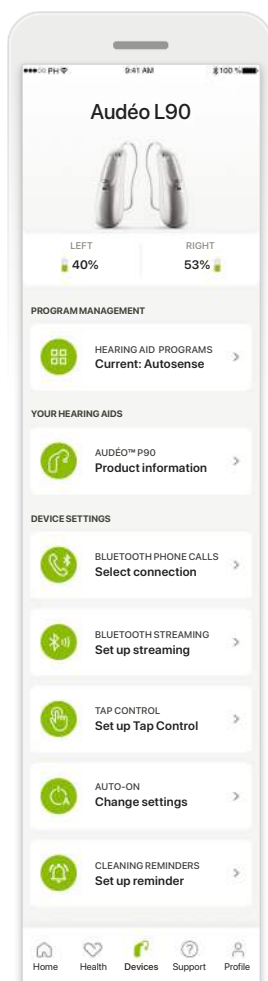 PH
9:41 AM
100 %
Audéo L90
LEFT
RIGHT
40%
53%
PROGRAM MANAGEMENT
HEARING AID PROGRAMS
Current: Autosense
YOUR HEARING AIDS
AUDÉO™ P90
Product information
DEVICE SETTINGS
BLUETOOTH PHONE CALLS
Select connection
BLUETOOTH STREAMING
Set up streaming
TAP CONTROL
Set up Tap Control
AUTO-ON
Change settings
CLEANING REMINDERS
Set up reminder
Home Health Devices Support Profile